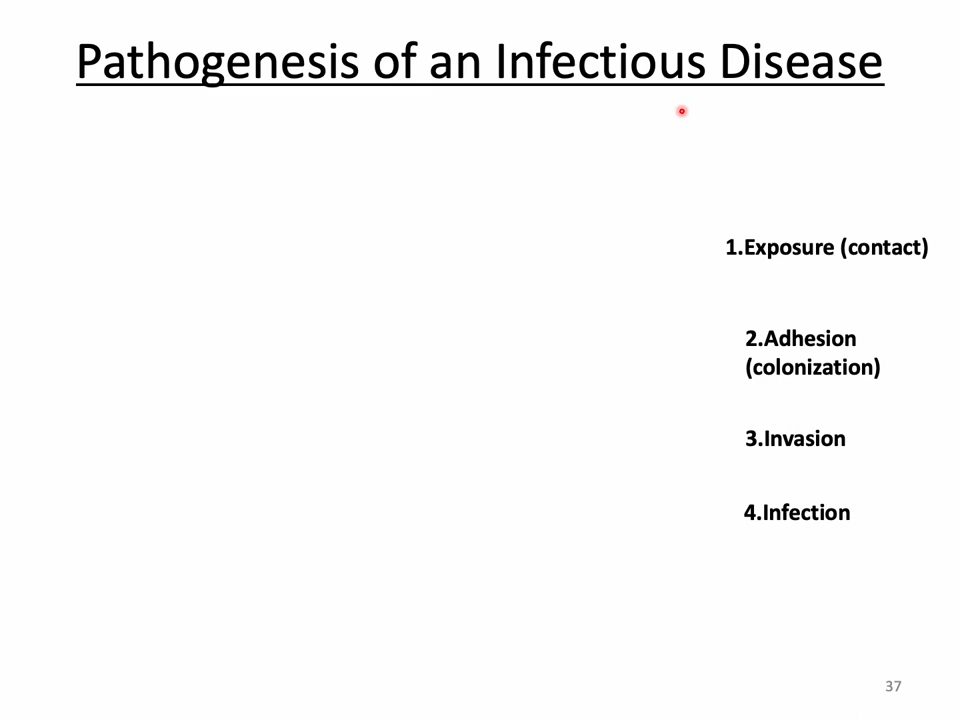 Pathogenesis of an Infectious Disease
1.Exposure (contact)
2.Adhesion
(colonization)
3.Invasion
4.Infection
37